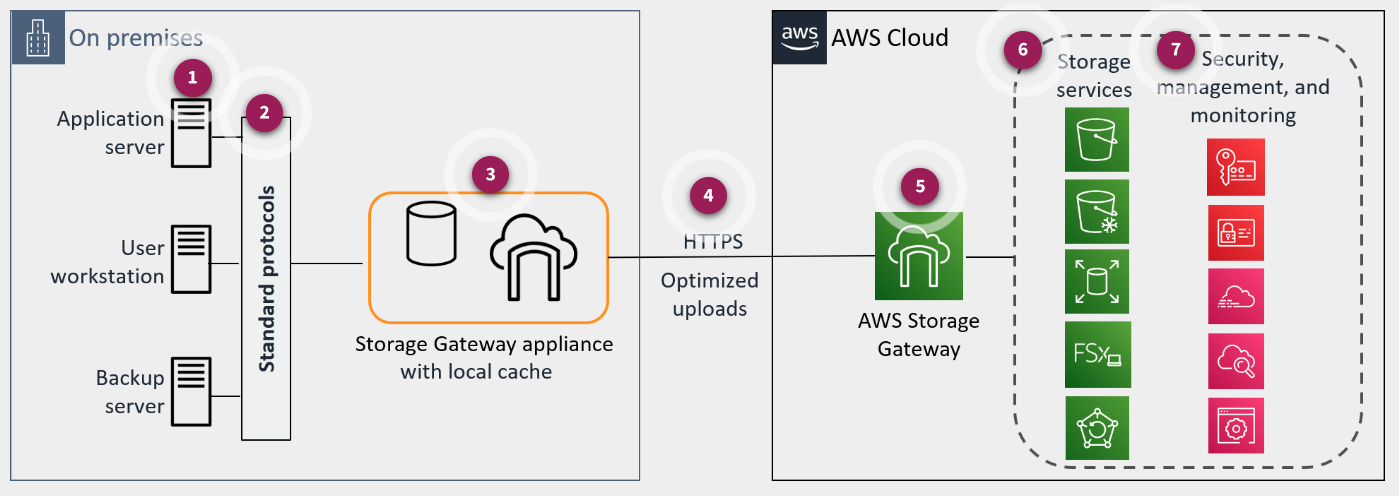 On premises
1
Application
server
2
User
workstation
Backup
server
Standard protocols
3
Storage Gateway appliance
with local cache
4
HTTPS
Optimized
uploads
aws
AWS Cloud
5
AWS Storage
Gateway
6
Storage
services
FSx
7
Security,
management, and
monitoring